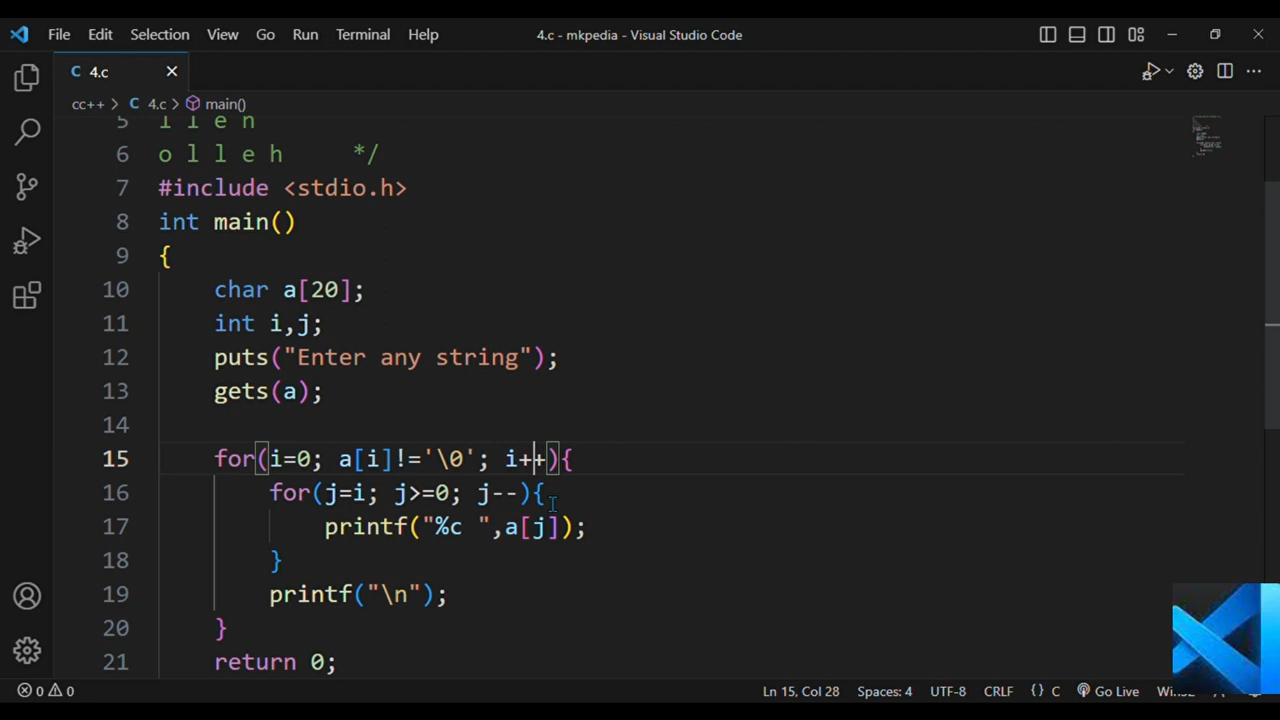 File Edit Selection View Go Run Terminal Help 4.c - mkpedia - Visual Studio Code
C 4.c
cc++ > C 4.c > main()
5 l l e h
6 o l l e h */
7 #include <stdio.h>
8 int main()
9 {
10 char a[20];
11 int i,j;
12 puts("Enter any string");
13 gets(a);
14
15 for(i=0; a[i]!='\0'; i++){
16 for(j=i; j>=0; j--){
17 printf("%c ",a[j]);
18 }
19 printf("\n");
20 }
21 return 0;
0 0 Ln 15, Col 28 Spaces: 4 UTF-8 CRLF {} C Go Live